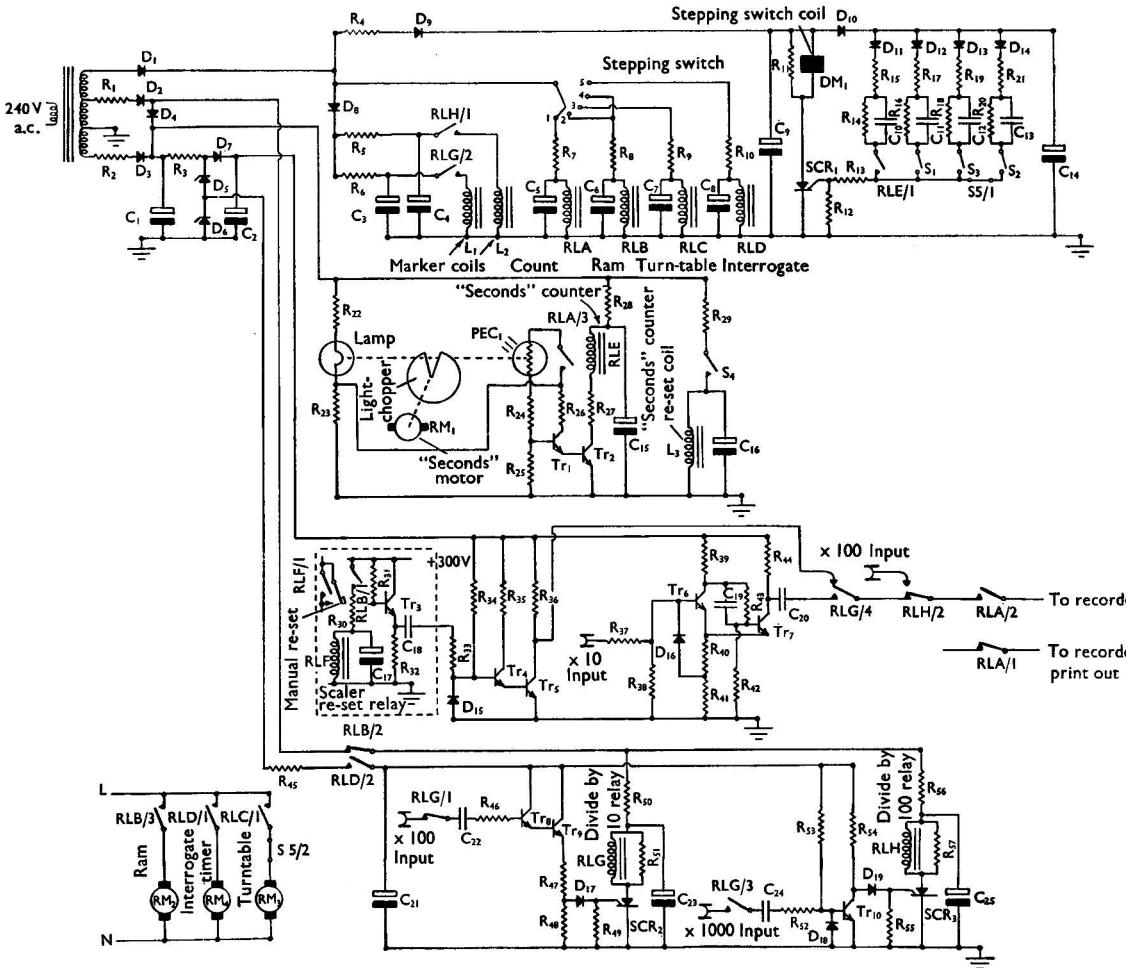 Stepping switch coil
R4
D9
D10
D1
D11
D12
D13
D14
R11
DM1
Stepping switch
R15
R17
R19
R21
240 V
a.c.
R1
D2
D4
D8
RLH/1
5
4
3
1
2
C9
R14
C10
R16
C11
R18
C12
R20
C13
R5
RLG/2
R7
R8
R9
R10
R2
D3
R3
D7
D5
D6
R6
SCR1
R13
RLE/1
S1
S3
S2
S5/1
C14
C1
C2
C3
C4
C5
C6
C7
C8
R12
L1
L2
RLA
RLB
RLC
RLD
Marker coils
Count
Ram
Turn-table
Interrogate
"Seconds" counter
R28
R22
RLA/3
R29
Lamp
PEC1
RLE
S4
Light-
chopper
"Seconds" counter
re-set coil
R23
RM1
R24
R26
R27
"Seconds"
motor
R25
Tr1
Tr2
C15
L3
C16
RLF/1
+300V
R39
R44
x 100 Input
Manual re-set
RLB/1
R31
R34
R35
R36
Tr6
C19
R43
R30
Tr3
C20
RLG/4
RLH/2
RLA/2
To recorde
C18
R33
R37
Tr7
RLF
C17
R32
x 10
Input
D16
R40
RLA/1
To recorde
print out
Scaler
re-set relay
Tr4
Tr5
R38
R41
R42
D15
RLB/2
R45
RLD/2
L
RLB/3
RLD/1
RLC/1
RLG/1
R46
Tr8
Tr9
Divide by
10 relay
R50
R53
R54
Divide by
100 relay
R56
x 100
Input
C22
Ram
Interrogate
timer
Turntable
S 5/2
RLG
R51
RLH
R57
R47
D17
RLG/3
C24
D19
RM2
RM4
RM3
C21
R48
R49
SCR2
C23
x 1000 Input
R52
D18
Tr10
R55
SCR3
C25
N